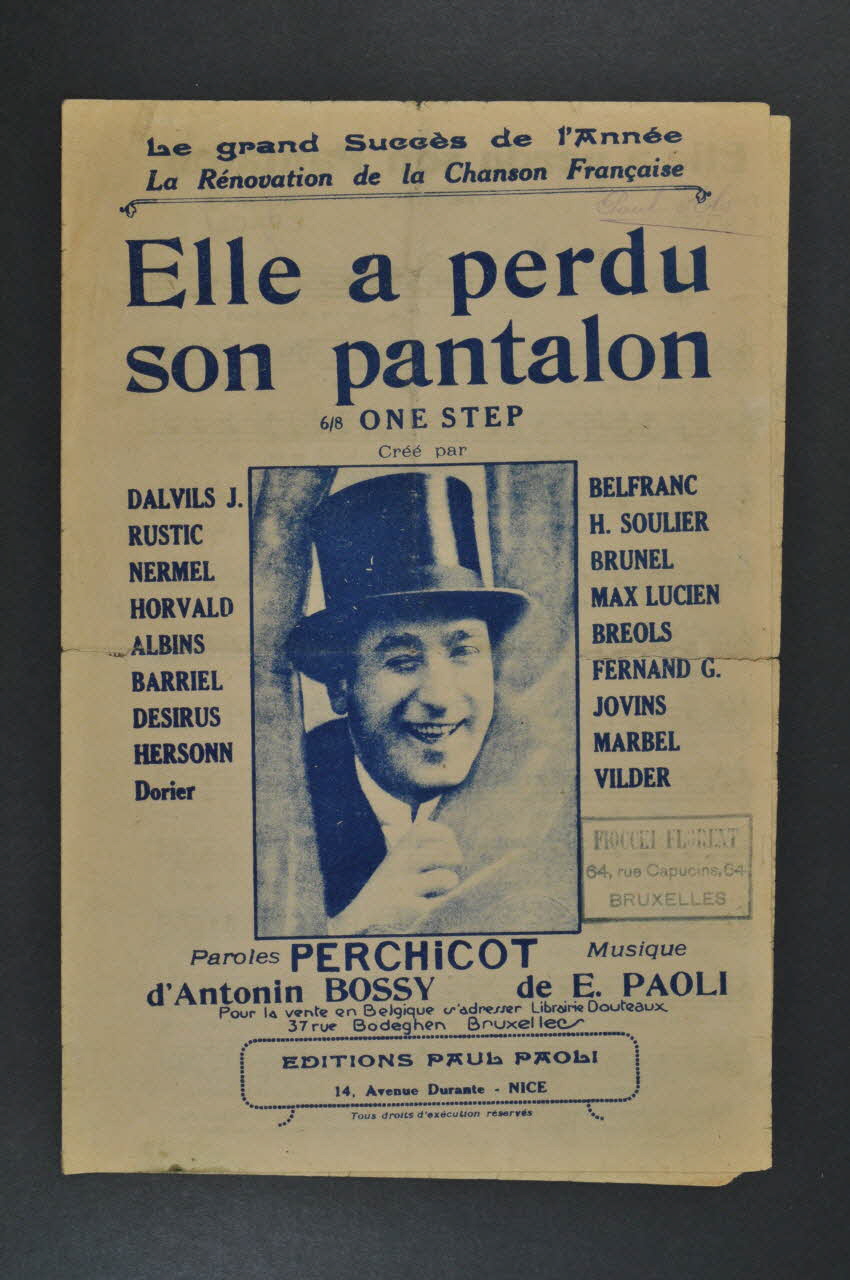 Le grand Succès de l'Année
La Rénovation de la Chanson Française
Elle a perdu
son pantalon
6/8 ONE STEP
Créé par
DALVILS J.
RUSTIC
NERMEL
HORVALD
ALBINS
BARRIEL
DESIRUS
HERSONN
Dorier
BELFRANC
H. SOULIER
BRUNEL
MAX LUCIEN
BREOLS
FERNAND G.
JOVINS
MARBEL
VILDER
FIOCCEI FLORENT
64, rue Capucins, 64
BRUXELLES
Paroles PERCHiCOT Musique
d'Antonin BOSSY de E. PAOLI
Pour la vente en Belgique s'adresser Librairie Douteaux
37 rue Bodeghen Bruxelles
EDITIONS PAUL PAOLI
14, Avenue Durante - NICE
Tous droits d'exécution réservés